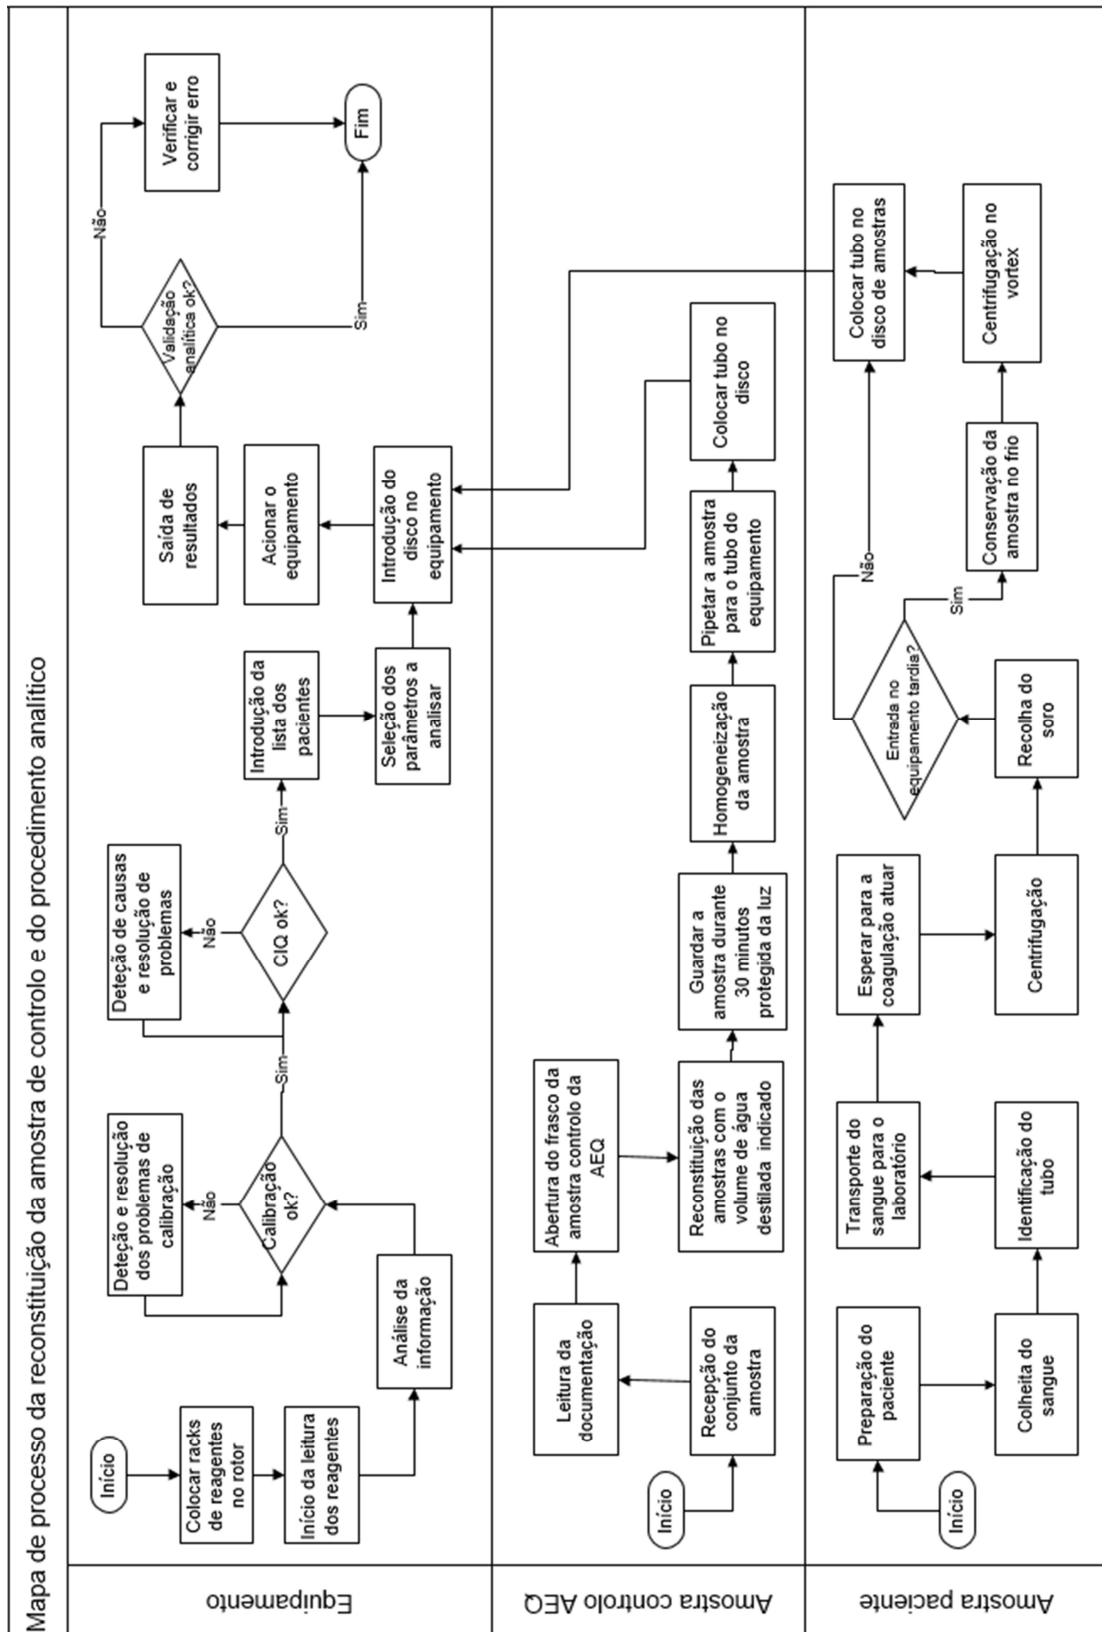 Mapa de processo da reconstituição da amostra de controlo e do procedimento analítico
Equipamento
Início
Colocar racks
de reagentes
no rotor
Início da leitura
dos reagentes
Análise da
informação
Calibração
ok?
Não
Deteção e resolução
dos problemas de
calibração
Sim
CIQ ok?
Não
Deteção de causas
e resolução de
problemas
Sim
Introdução da
lista dos
pacientes
Seleção dos
parâmetros a
analisar
Introdução do
disco no
equipamento
Acionar o
equipamento
Saída de
resultados
Validação
analítica ok?
Não
Verificar e
corrigir erro
Sim
Fim
Amostra controlo AEQ
Início
Recepção do
conjunto da
amostra
Leitura da
documentação
Abertura do frasco da
amostra controlo da
AEQ
Reconstituição das
amostras com o
volume de água
destilada indicado
Guardar a
amostra durante
30 minutos
protegida da luz
Homogeneização
da amostra
Pipetar a amostra
para o tubo do
equipamento
Colocar tubo no
disco
Amostra paciente
Início
Preparação do
paciente
Colheita do
sangue
Identificação do
tubo
Transporte do
sangue para o
laboratório
Esperar para a
coagulação atuar
Centrifugação
Recolha do
soro
Entrada no
equipamento tardia?
Não
Sim
Conservação da
amostra no frio
Centrifugação no
vortex
Colocar tubo no
disco de amostras